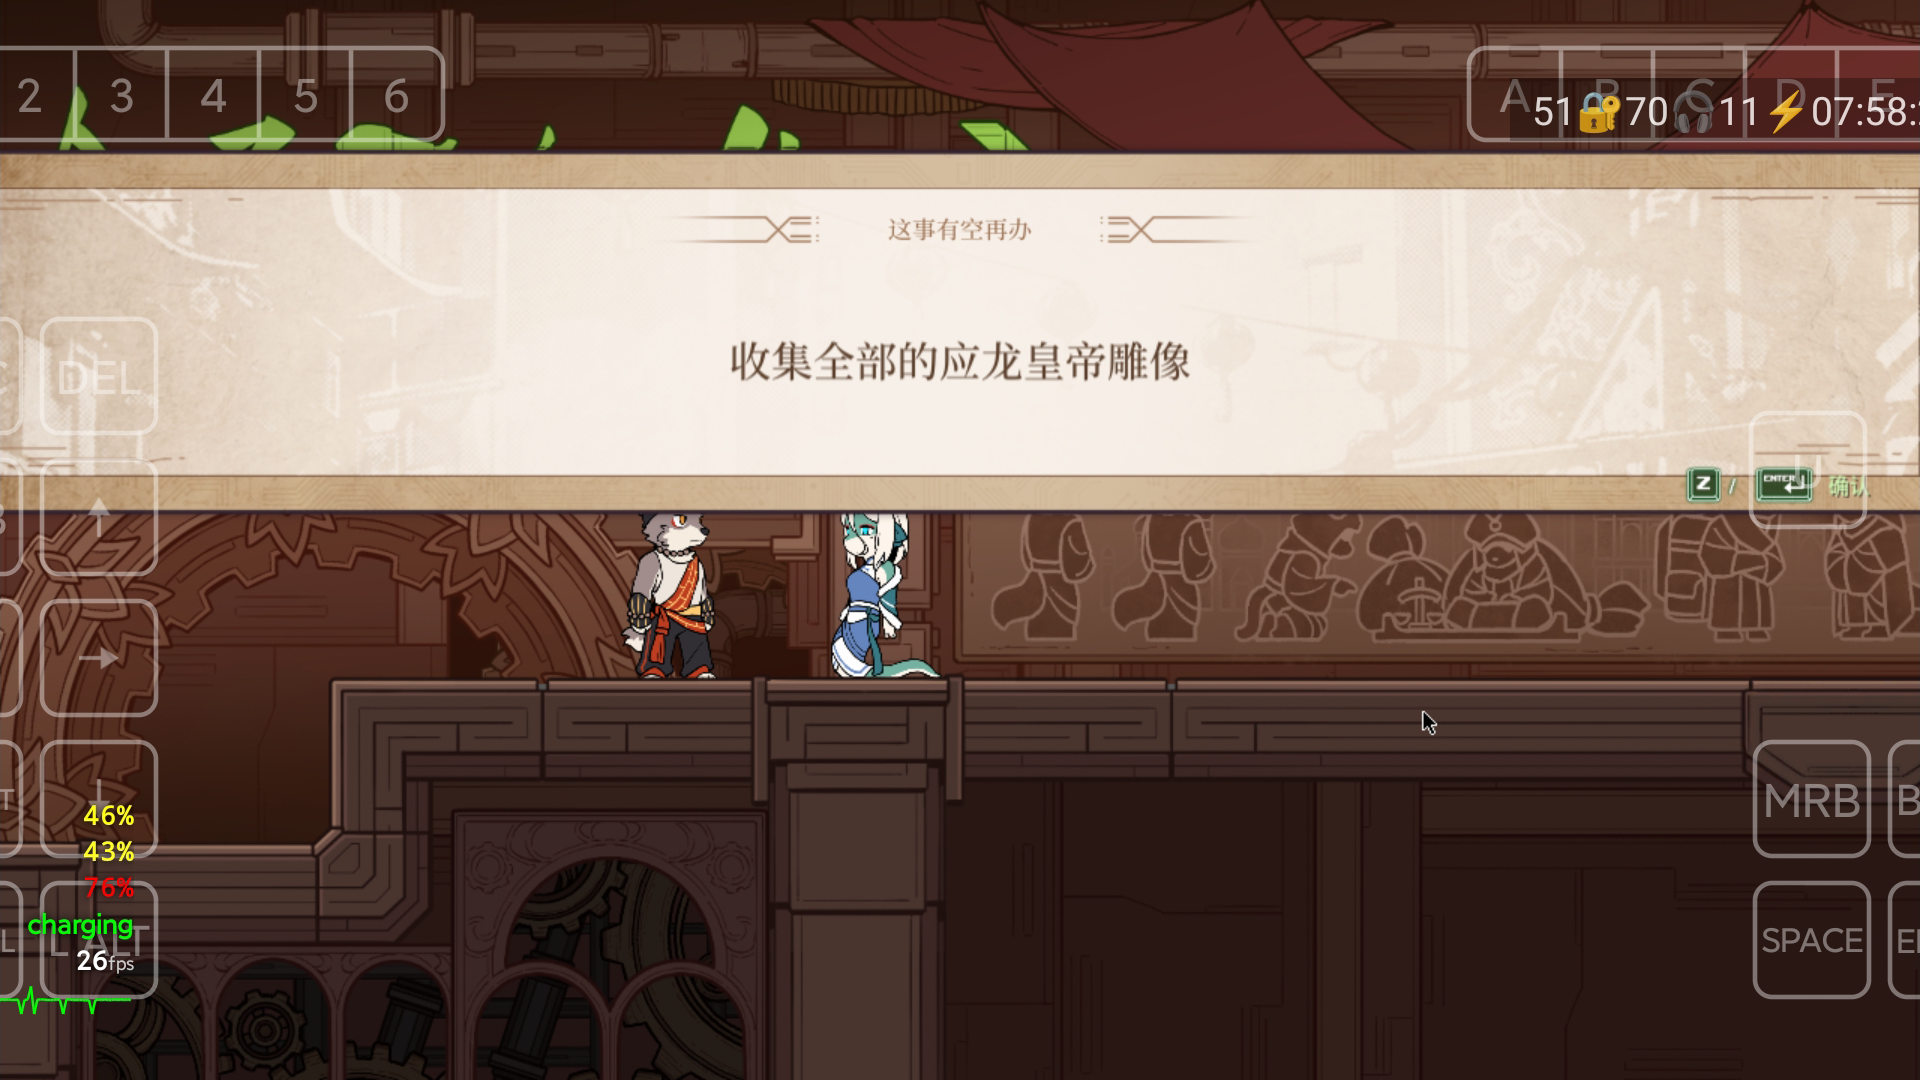 2 3 4 5 6
A B C D E
51🔐70🎧11⚡07:58:
这事有空再办
收集全部的应龙皇帝雕像
Z / ENTER 确认
DEL
U
46%
43%
76%
charging
L ALT
26fps
MRB
SPACE